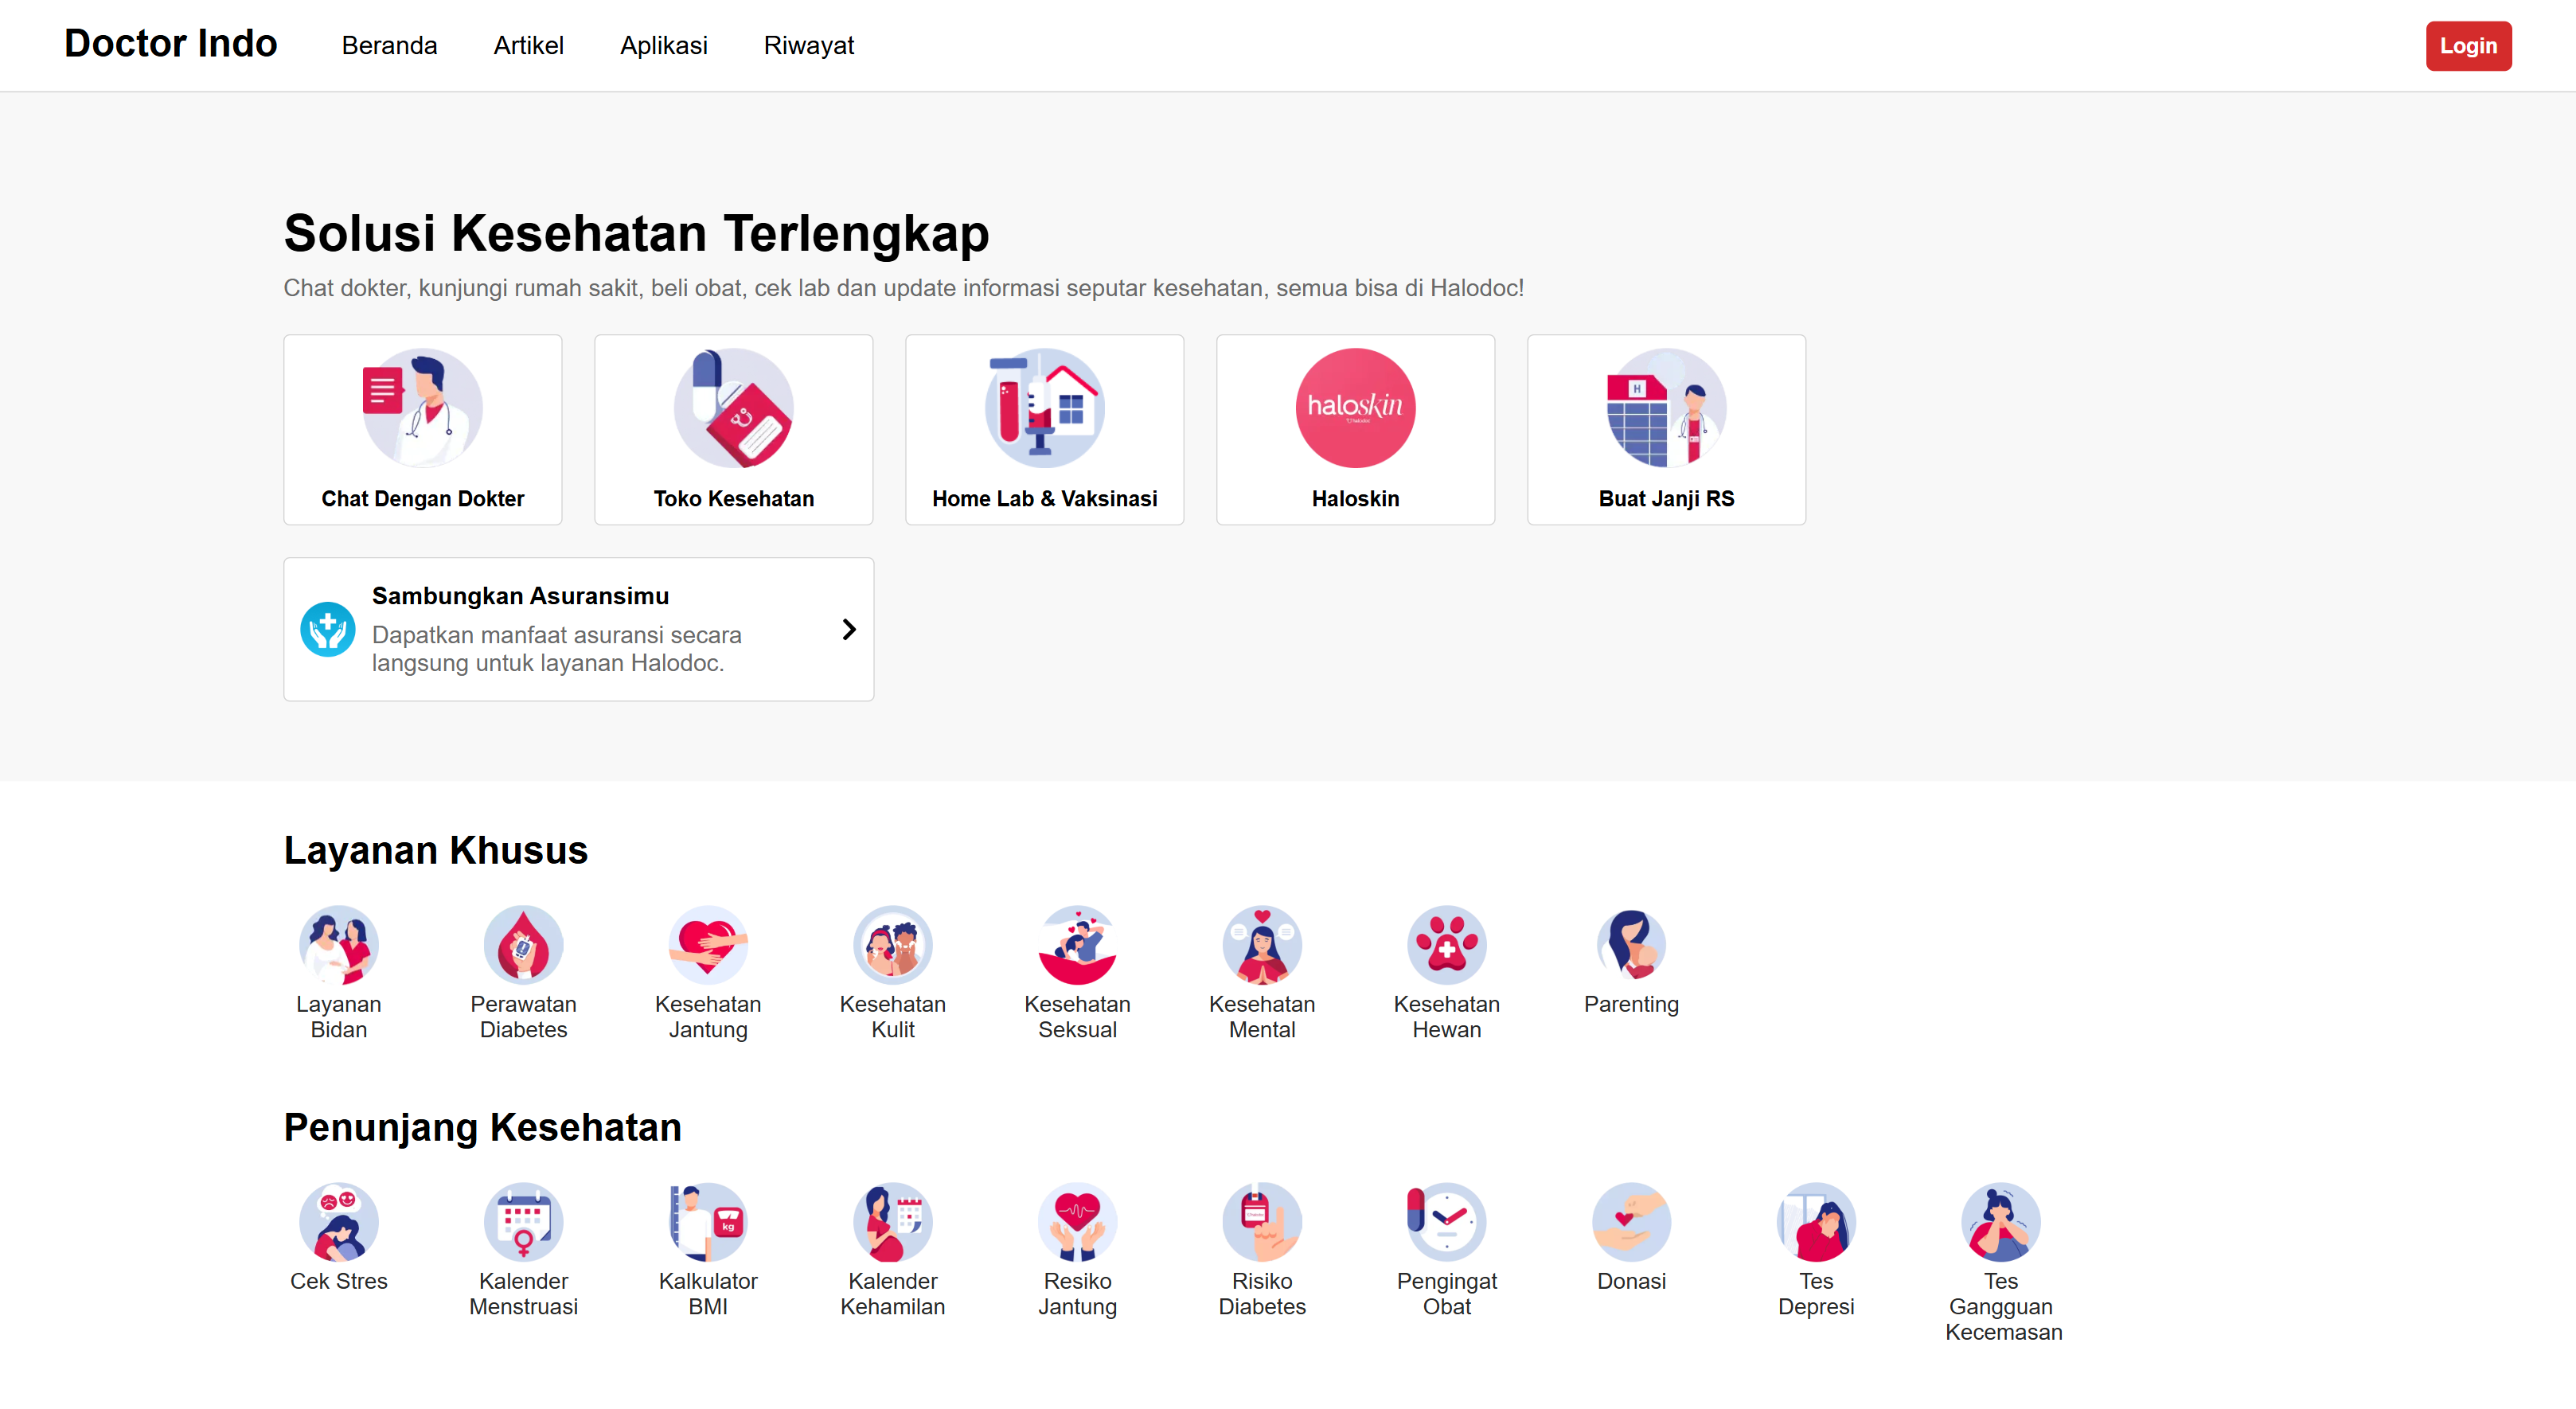 Doctor Indo
Beranda
Artikel
Aplikasi
Riwayat
Login
Solusi Kesehatan Terlengkap
Chat dokter, kunjungi rumah sakit, beli obat, cek lab dan update informasi seputar kesehatan, semua bisa di Halodoc!
haloskin
H
Chat Dengan Dokter
Toko Kesehatan
Home Lab & Vaksinasi
Haloskin
Buat Janji RS
Sambungkan Asuransimu
Dapatkan manfaat asuransi secara
langsung untuk layanan Halodoc.
Layanan Khusus
Layanan
Bidan
Perawatan
Diabetes
Kesehatan
Jantung
Kesehatan
Kulit
Kesehatan
Seksual
Kesehatan
Mental
Kesehatan
Hewan
Parenting
Penunjang Kesehatan
kg
Cek Stres
Kalender
Menstruasi
Kalkulator
BMI
Kalender
Kehamilan
Resiko
Jantung
Risiko
Diabetes
Pengingat
Obat
Donasi
Tes
Depresi
Tes
Gangguan
Kecemasan